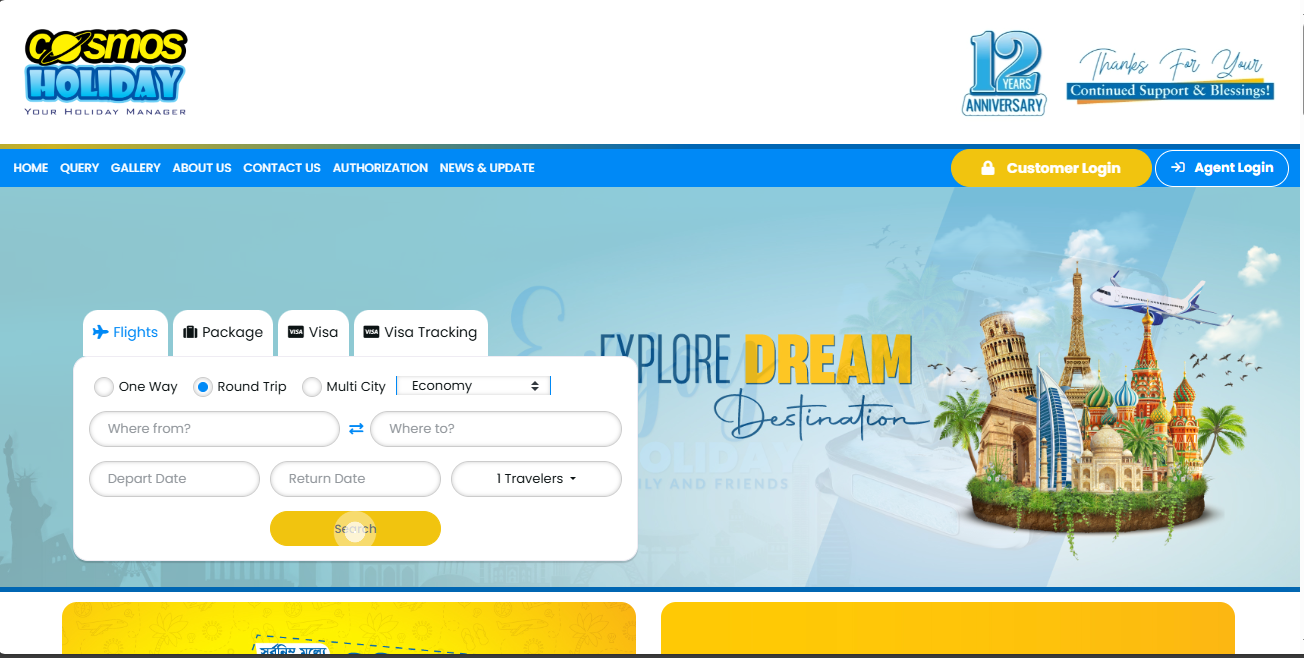 COSMOS
HOLIDAY
YOUR HOLIDAY MANAGER
12
YEARS
ANNIVERSARY
Thanks For Your
Continued Support & Blessings!
HOME QUERY GALLERY ABOUT US CONTACT US AUTHORIZATION NEWS & UPDATE
Customer Login Agent Login
Flights Package Visa Visa Tracking
One Way Round Trip Multi City Economy
Where from? Where to?
Depart Date Return Date 1 Travelers
Search
EXPLORE DREAM
Destination
HOLIDAY
ILY AND FRIENDS
VISA
VISA
সর্বনিম্ন মূল্যে